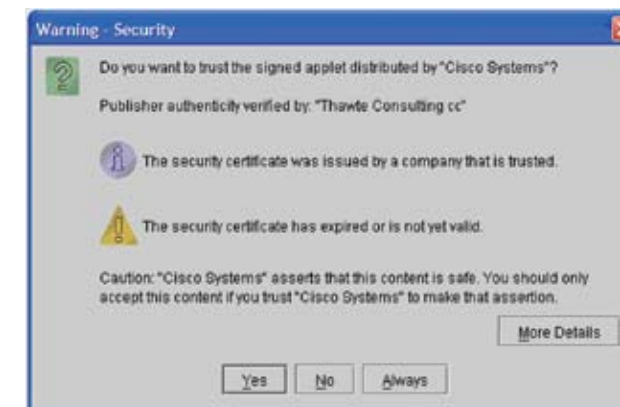 Warning - Security
Do you want to trust the signed applet distributed by "Cisco Systems"?
Publisher authenticity verified by: "Thawte Consulting cc"
The security certificate was issued by a company that is trusted.
The security certificate has expired or is not yet valid.
Caution: "Cisco Systems" asserts that this content is safe. You should only
accept this content if you trust "Cisco Systems" to make that assertion.
More Details
Yes No Always